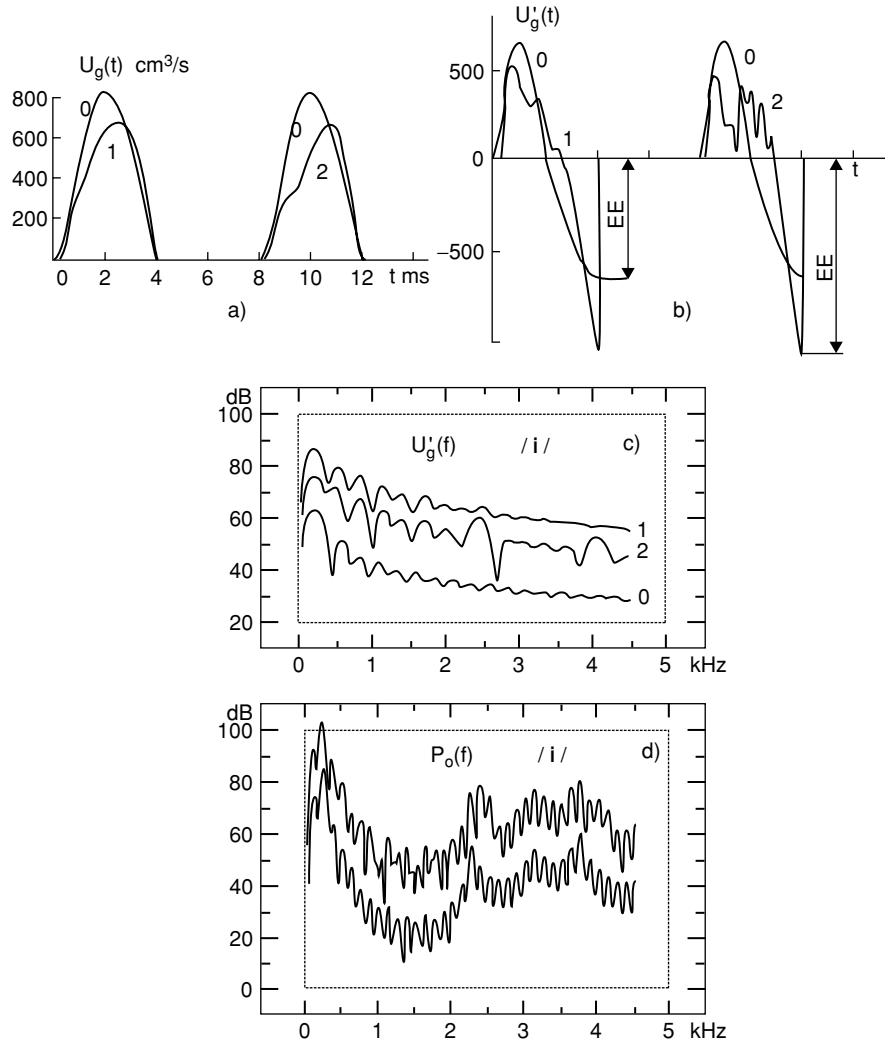 U_g(t) cm³/s
800
600
400
200
0
1
0
2
0 2 4 6 8 10 12 t ms
a)
U'_g(t)
500
0
−500
0
1
0
2
t
EE
EE
b)
dB
100
80
60
40
20
U'_g(f) / i / c)
1
2
0
0 1 2 3 4 5 kHz
dB
100
80
60
40
20
0
P_o(f) / i / d)
0 1 2 3 4 5 kHz